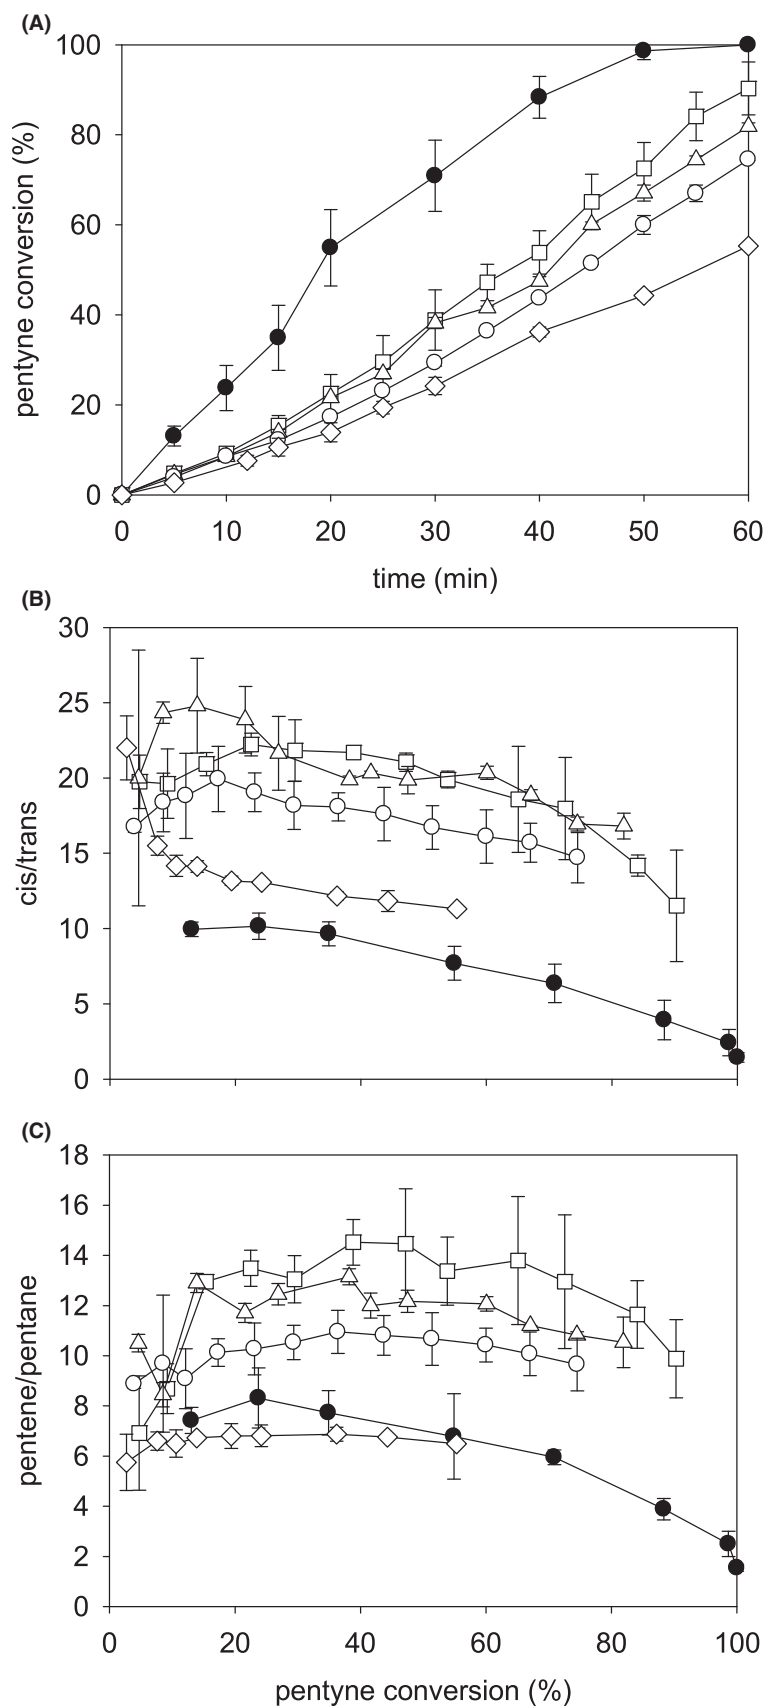 (A)
100
80
60
40
20
0
pentyne conversion (%)
0 10 20 30 40 50 60
time (min)
(B)
30
25
20
15
10
5
0
cis/trans
(C)
18
16
14
12
10
8
6
4
2
0
pentene/pentane
0 20 40 60 80 100
pentyne conversion (%)